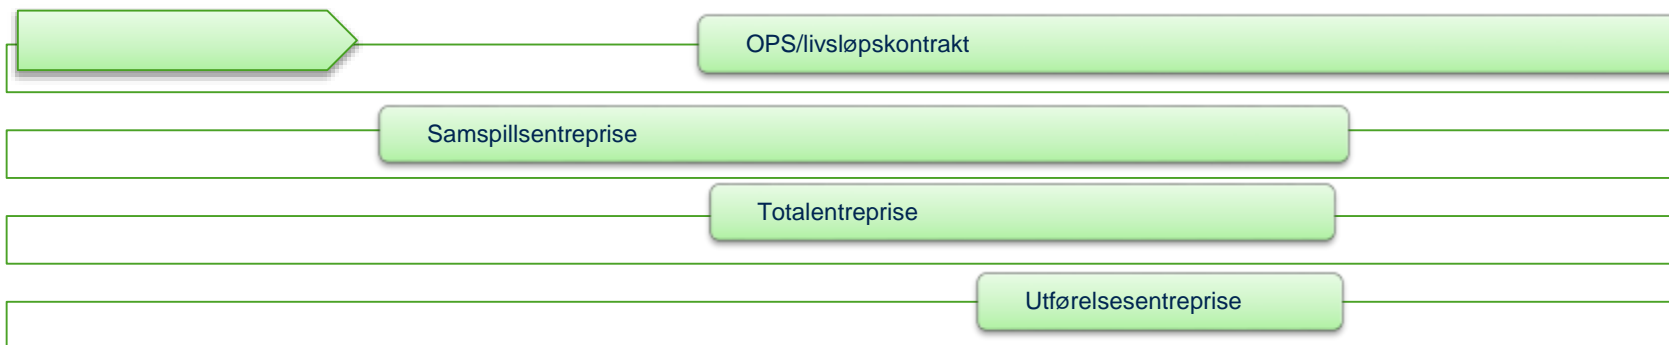 OPS/livsløpskontrakt
Samspillsentreprise
Totalentreprise
Utførelsesentreprise